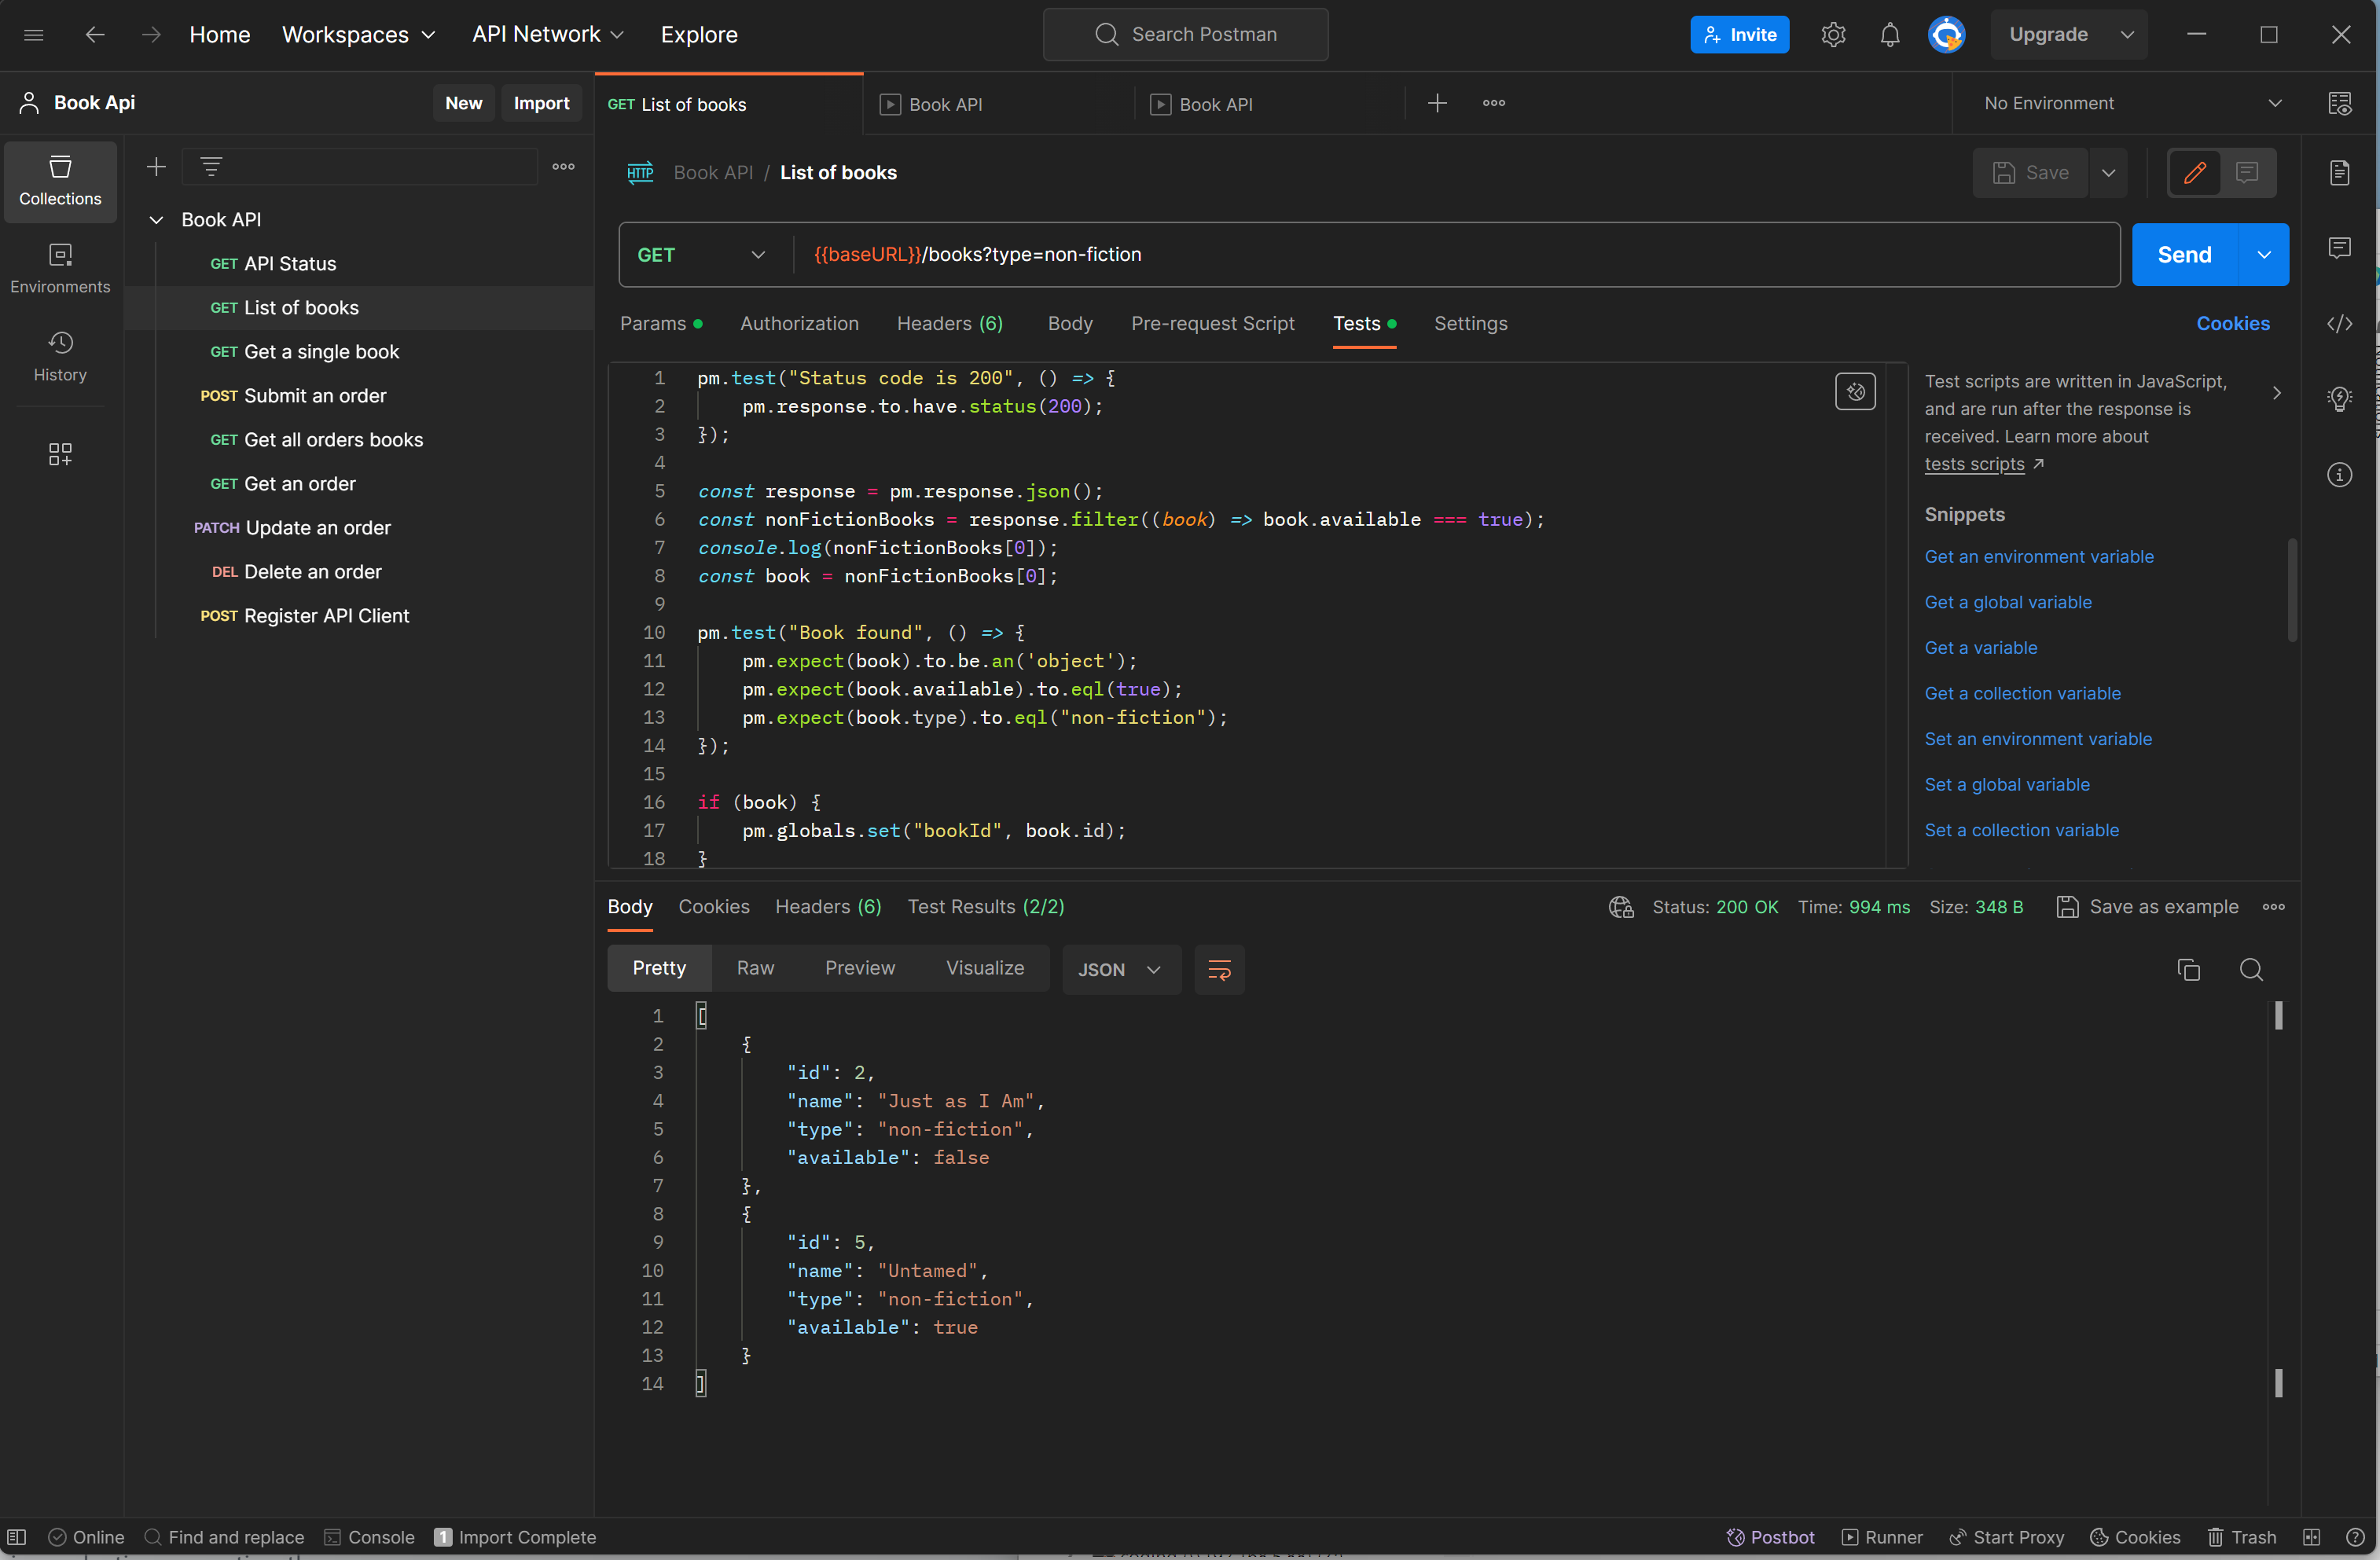 Home Workspaces API Network Explore Search Postman Invite Upgrade
Book Api New Import
GET List of books Book API Book API No Environment
Collections
Environments
History
Book API
GET API Status
GET List of books
GET Get a single book
POST Submit an order
GET Get all orders books
GET Get an order
PATCH Update an order
DEL Delete an order
POST Register API Client
HTTP Book API / List of books Save
GET {{baseURL}}/books?type=non-fiction Send
Params Authorization Headers (6) Body Pre-request Script Tests Settings Cookies
1 pm.test("Status code is 200", () => {
2 pm.response.to.have.status(200);
3 });
4
5 const response = pm.response.json();
6 const nonFictionBooks = response.filter((book) => book.available === true);
7 console.log(nonFictionBooks[0]);
8 const book = nonFictionBooks[0];
9
10 pm.test("Book found", () => {
11 pm.expect(book).to.be.an('object');
12 pm.expect(book.available).to.eql(true);
13 pm.expect(book.type).to.eql("non-fiction");
14 });
15
16 if (book) {
17 pm.globals.set("bookId", book.id);
18 }
Test scripts are written in JavaScript,
and are run after the response is
received. Learn more about
tests scripts ↗
Snippets
Get an environment variable
Get a global variable
Get a variable
Get a collection variable
Set an environment variable
Set a global variable
Set a collection variable
Body Cookies Headers (6) Test Results (2/2) Status: 200 OK Time: 994 ms Size: 348 B Save as example
Pretty Raw Preview Visualize JSON
1 [
2 {
3 "id": 2,
4 "name": "Just as I Am",
5 "type": "non-fiction",
6 "available": false
7 },
8 {
9 "id": 5,
10 "name": "Untamed",
11 "type": "non-fiction",
12 "available": true
13 }
14 ]
Online Find and replace Console 1 Import Complete Postbot Runner Start Proxy Cookies Trash